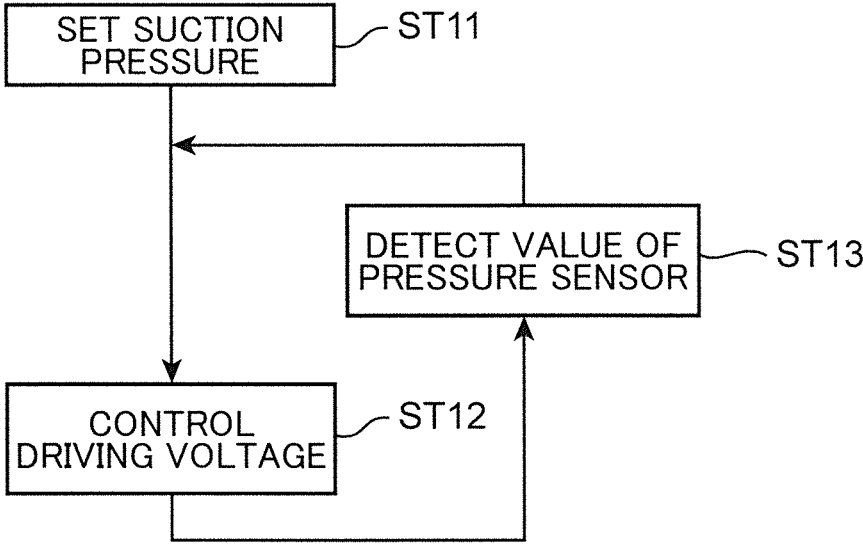 SET SUCTION
PRESSURE
ST11
DETECT VALUE OF
PRESSURE SENSOR
ST13
CONTROL
DRIVING VOLTAGE
ST12